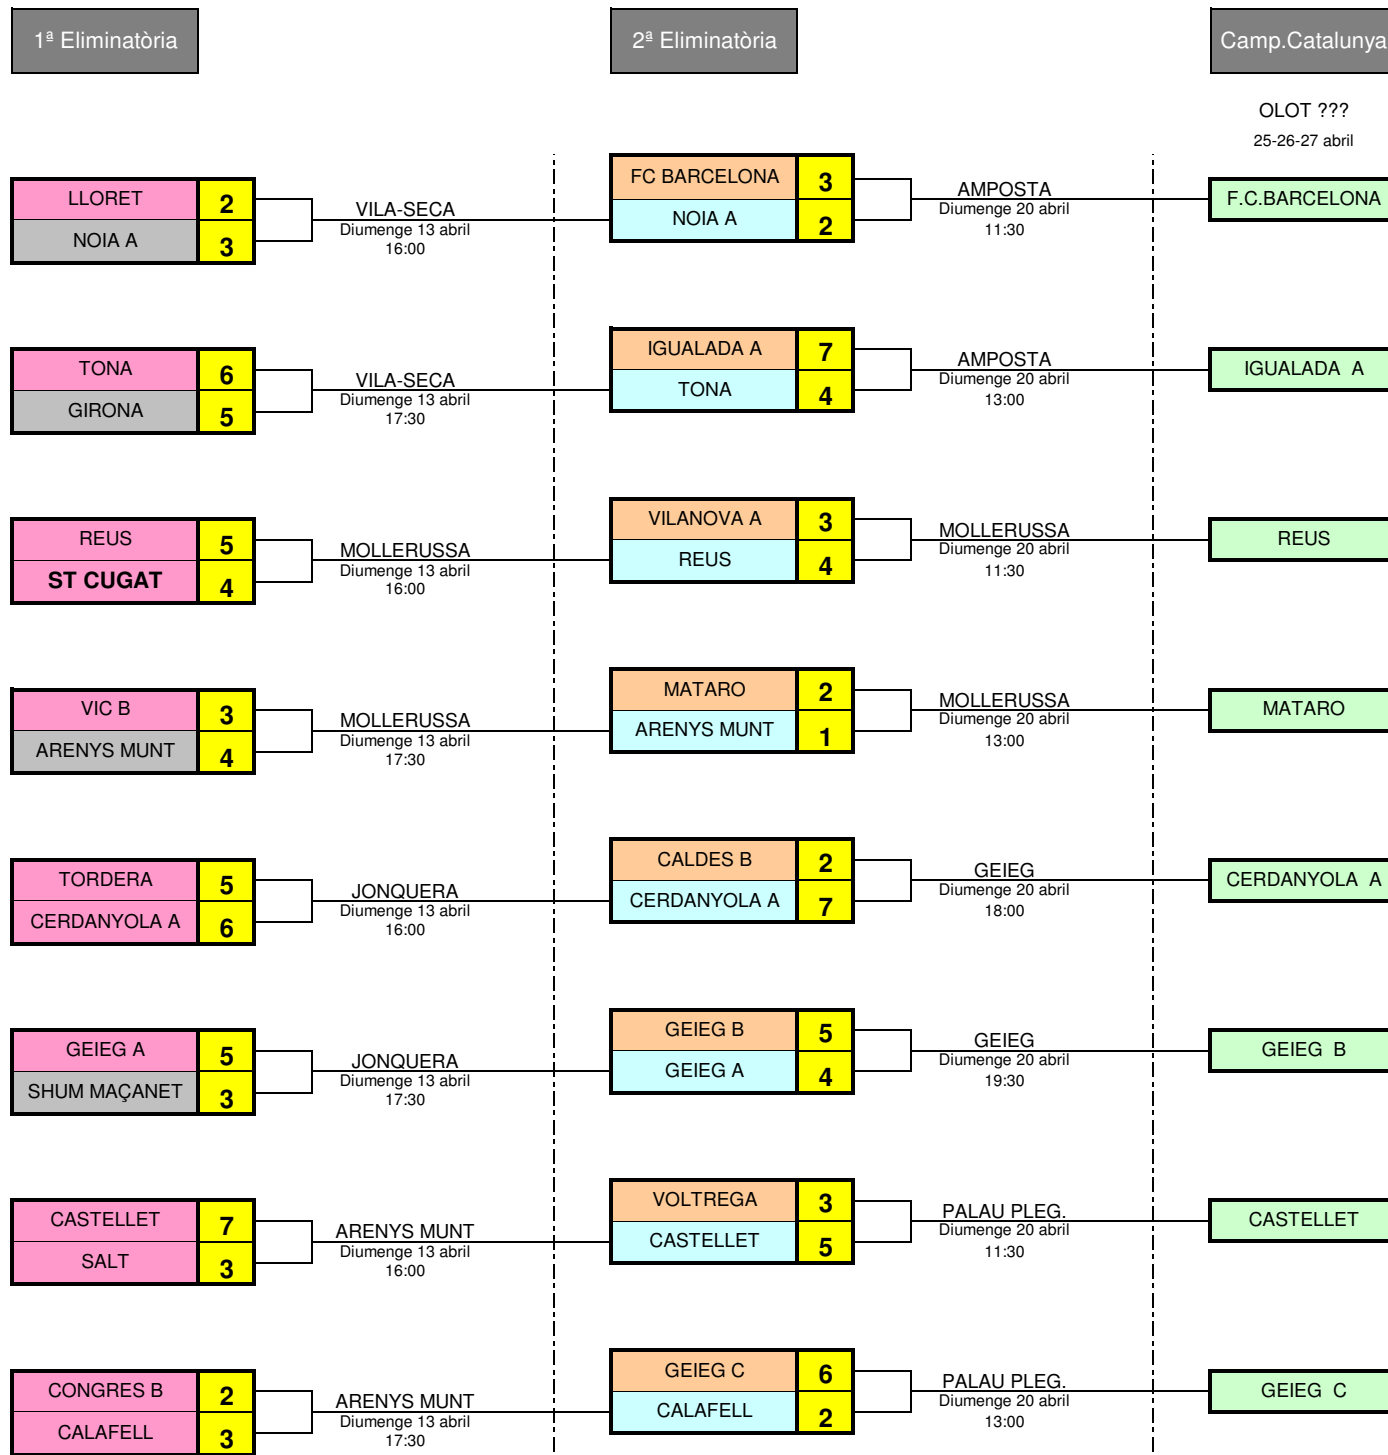 1ª Eliminatòria
2ª Eliminatòria
Camp.Catalunya
OLOT ???
25-26-27 abril
LLORET 2
NOIA A 3
VILA-SECA
Diumenge 13 abril
16:00
FC BARCELONA 3
NOIA A 2
AMPOSTA
Diumenge 20 abril
11:30
F.C.BARCELONA
TONA 6
GIRONA 5
VILA-SECA
Diumenge 13 abril
17:30
IGUALADA A 7
TONA 4
AMPOSTA
Diumenge 20 abril
13:00
IGUALADA A
REUS 5
ST CUGAT 4
MOLLERUSSA
Diumenge 13 abril
16:00
VILANOVA A 3
REUS 4
MOLLERUSSA
Diumenge 20 abril
11:30
REUS
VIC B 3
ARENYS MUNT 4
MOLLERUSSA
Diumenge 13 abril
17:30
MATARO 2
ARENYS MUNT 1
MOLLERUSSA
Diumenge 20 abril
13:00
MATARO
TORDERA 5
CERDANYOLA A 6
JONQUERA
Diumenge 13 abril
16:00
CALDES B 2
CERDANYOLA A 7
GEIEG
Diumenge 20 abril
18:00
CERDANYOLA A
GEIEG A 5
SHUM MAÇANET 3
JONQUERA
Diumenge 13 abril
17:30
GEIEG B 5
GEIEG A 4
GEIEG
Diumenge 20 abril
19:30
GEIEG B
CASTELLET 7
SALT 3
ARENYS MUNT
Diumenge 13 abril
16:00
VOLTREGA 3
CASTELLET 5
PALAU PLEG.
Diumenge 20 abril
11:30
CASTELLET
CONGRES B 2
CALAFELL 3
ARENYS MUNT
Diumenge 13 abril
17:30
GEIEG C 6
CALAFELL 2
PALAU PLEG.
Diumenge 20 abril
13:00
GEIEG C